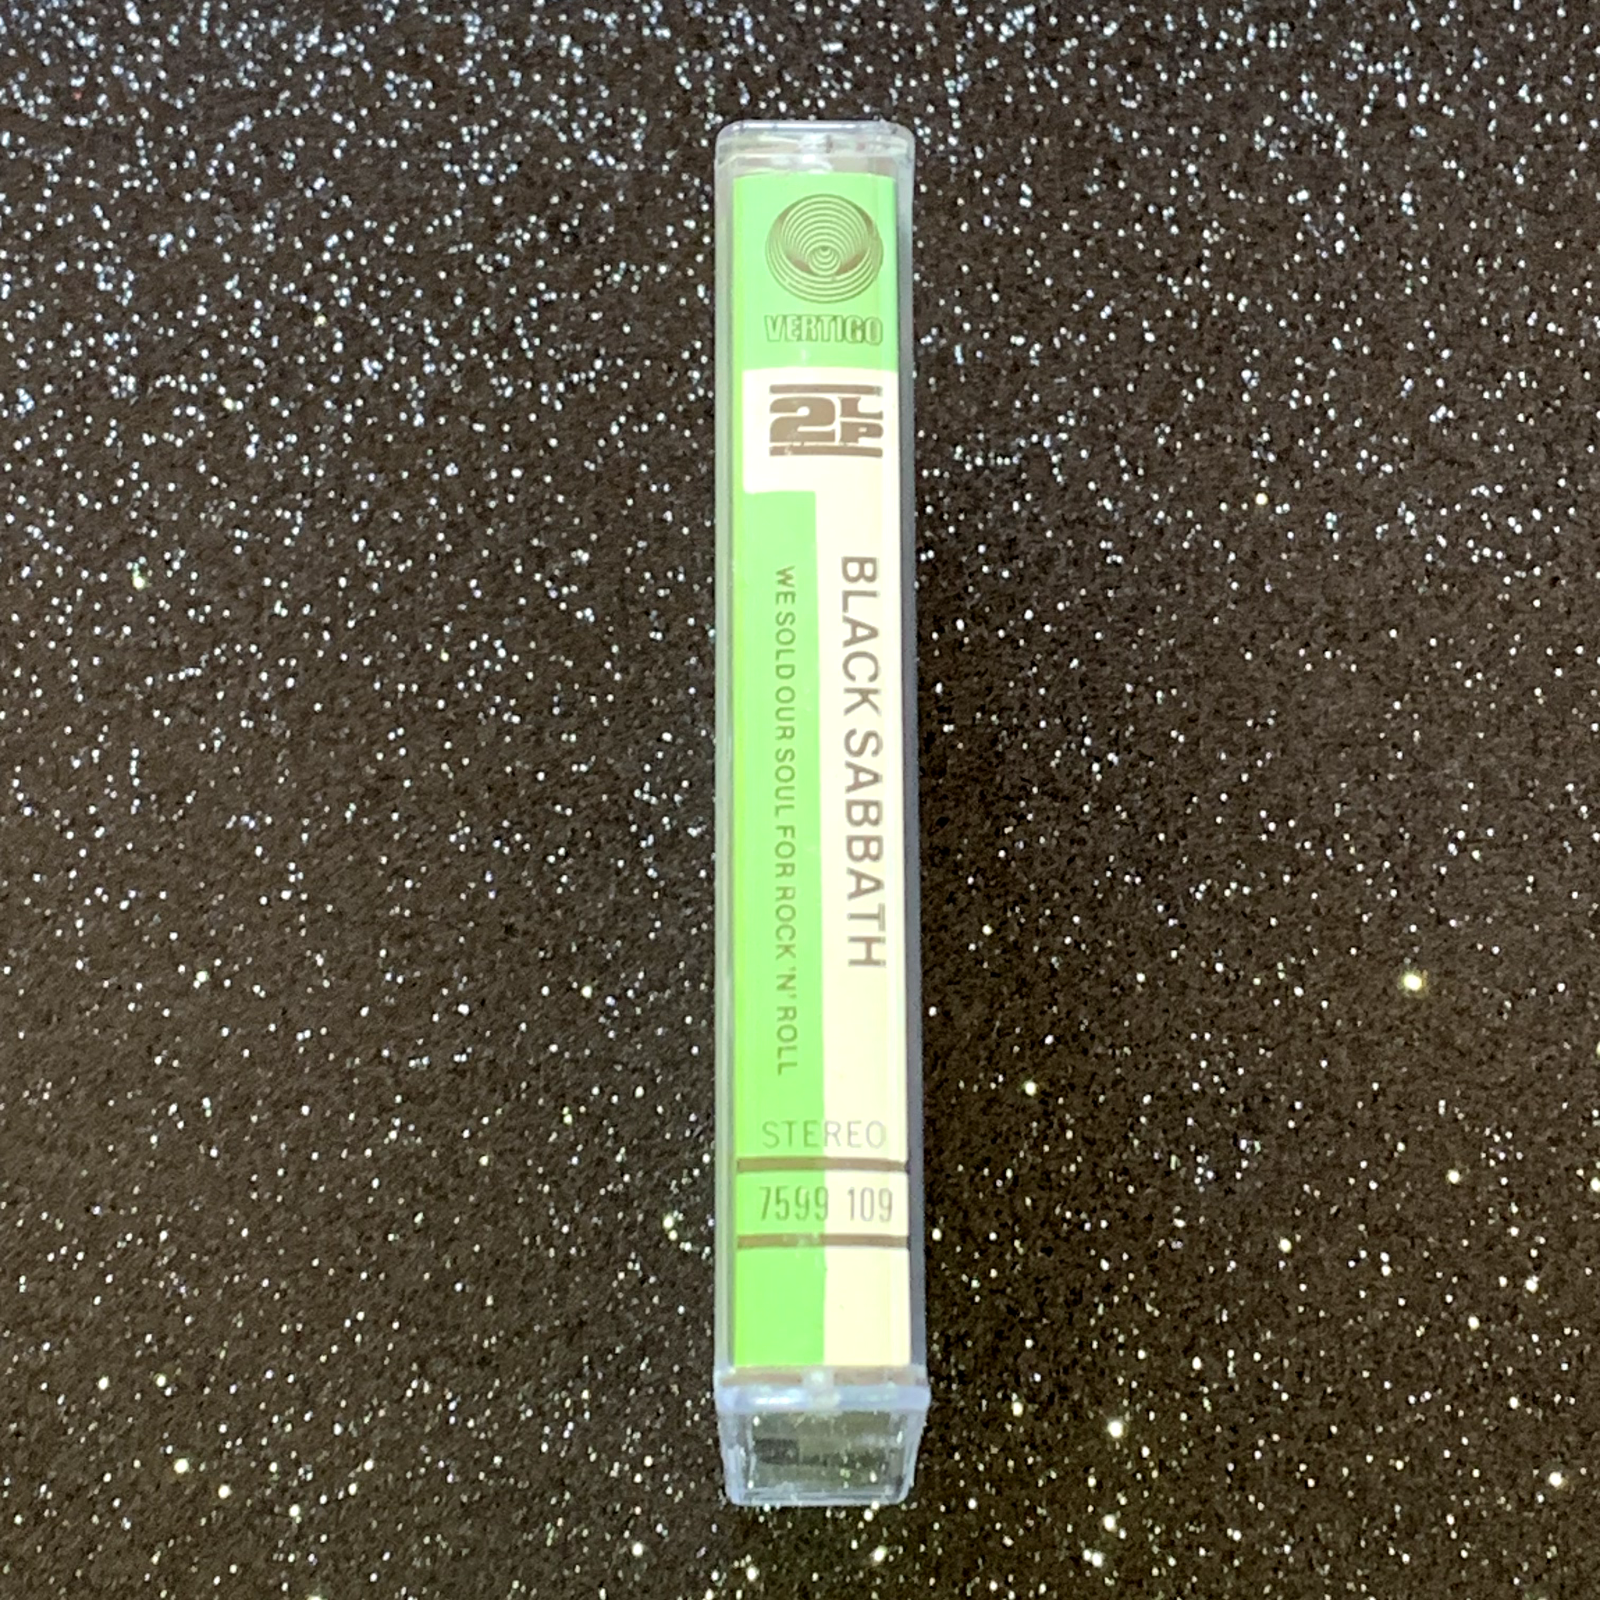 VERTIGO
2LP
BLACK SABBATH
WE SOLD OUR SOUL FOR ROCK 'N' ROLL
STEREO
7599 109